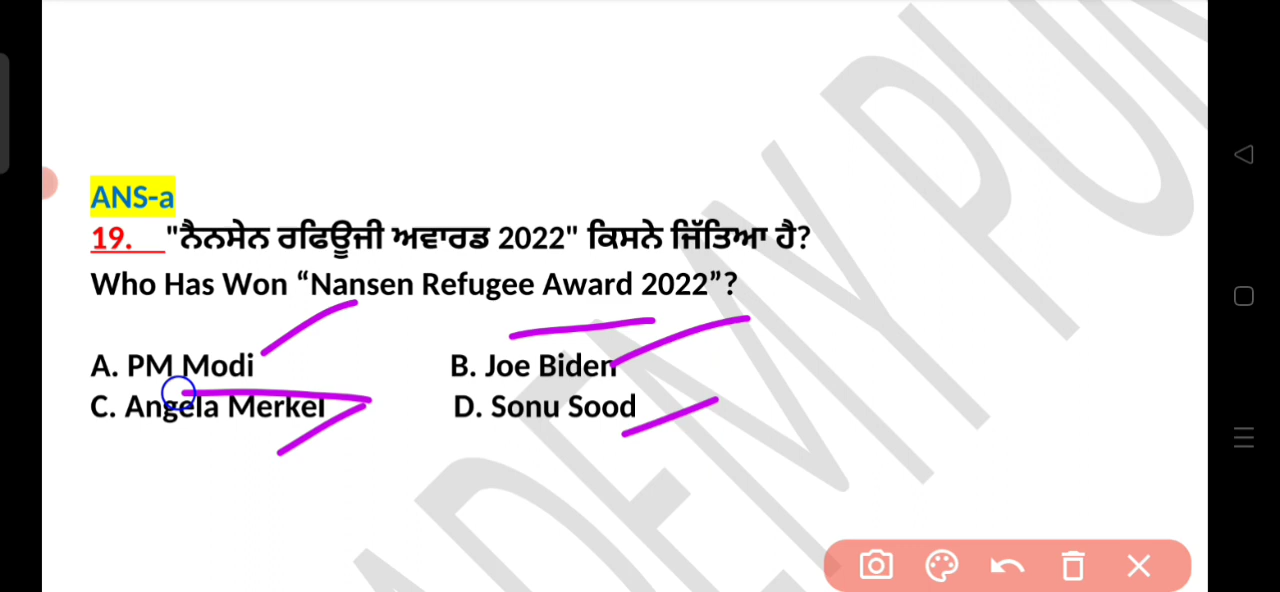 ANS-a
19. "ਨੈਨਸੇਨ ਰਫਿਊਜੀ ਅਵਾਰਡ 2022" ਕਿਸਨੇ ਜਿੱਤਿਆ ਹੈ?
Who Has Won “Nansen Refugee Award 2022”?
A. PM Modi B. Joe Biden
C. Angela Merkel D. Sonu Sood